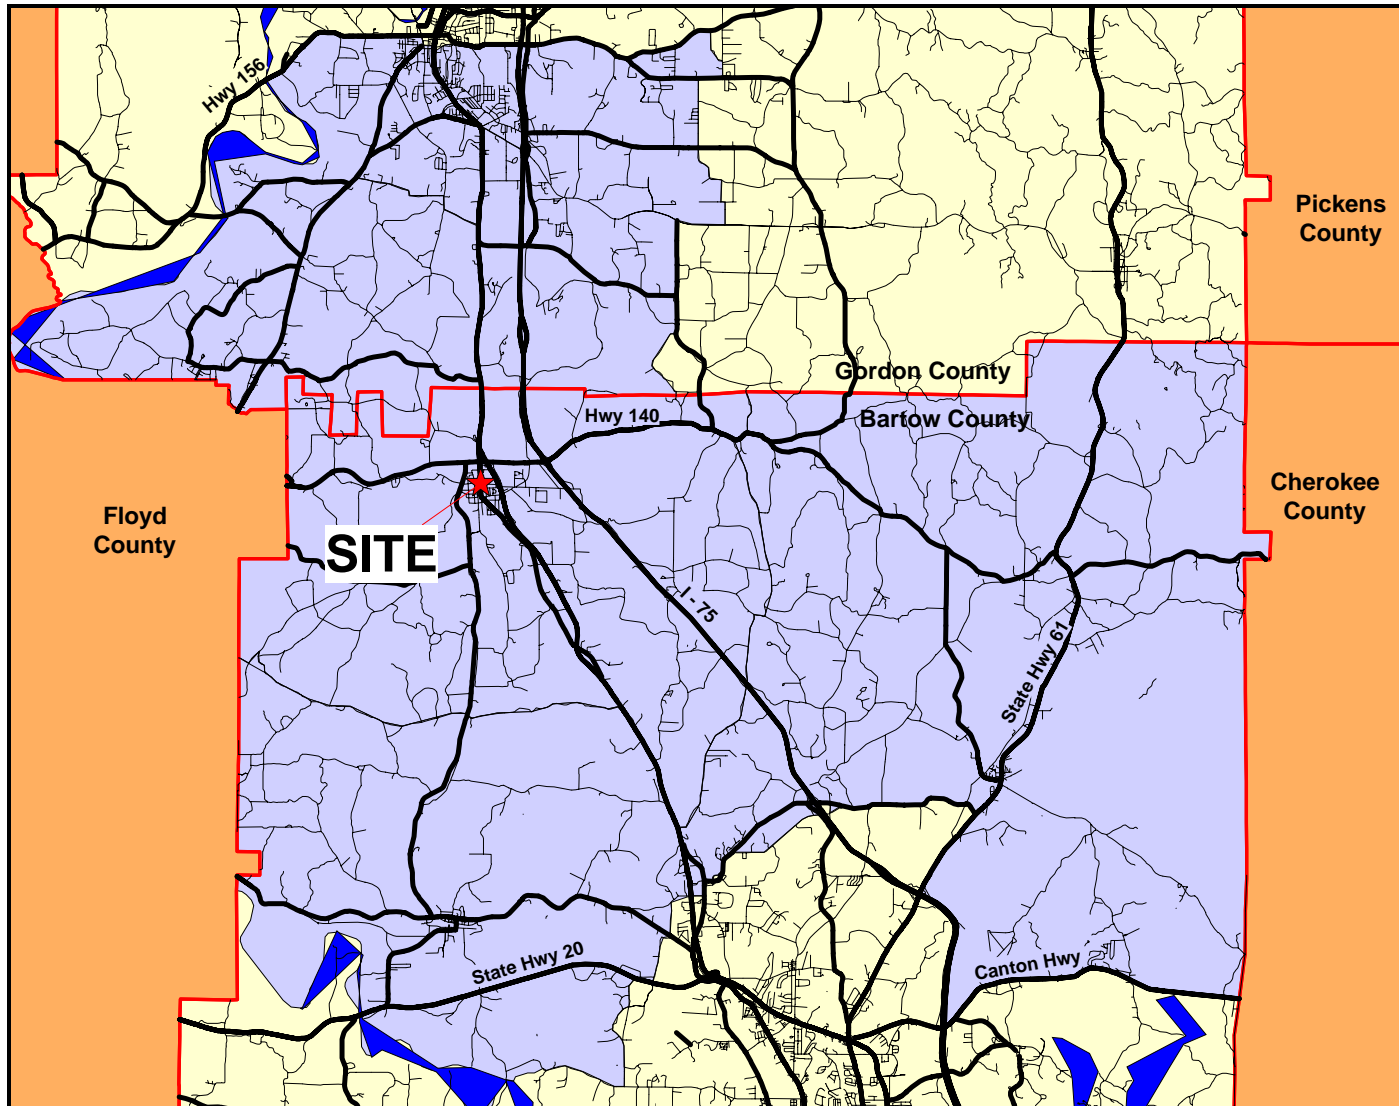 Hwy 156
Pickens
County
Gordon County
Hwy 140
Bartow County
Cherokee
County
Floyd
County
SITE
I - 75
State Hwy 61
State Hwy 20
Canton Hwy